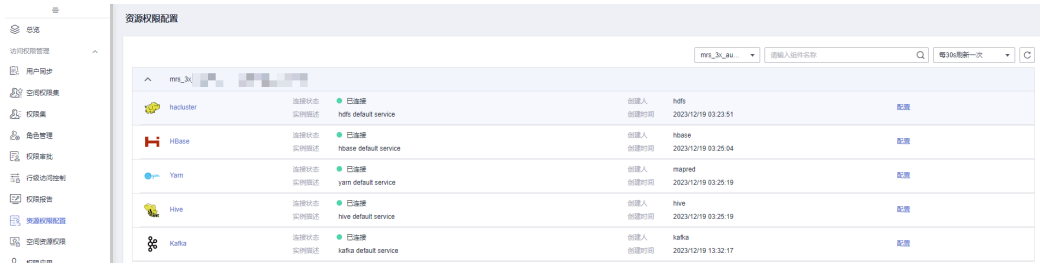 总览
访问权限管理
用户同步
空间权限集
权限集
角色管理
权限审批
行级访问控制
权限报告
资源权限配置
空间资源权限
权限应用
资源权限配置
mrs_3x_au...
请输入组件名称
每30s刷新一次
mrs_3x_
hacluster
连接状态 已连接
实例描述 hdfs default service
创建人 hdfs
创建时间 2023/12/19 03:23:51
配置
HBase
连接状态 已连接
实例描述 hbase default service
创建人 hbase
创建时间 2023/12/19 03:25:04
配置
Yarn
连接状态 已连接
实例描述 yarn default service
创建人 mapred
创建时间 2023/12/19 03:25:19
配置
Hive
连接状态 已连接
实例描述 hive default service
创建人 hive
创建时间 2023/12/19 03:25:19
配置
Kafka
连接状态 已连接
实例描述 kafka default service
创建人 kafka
创建时间 2023/12/19 13:32:17
配置